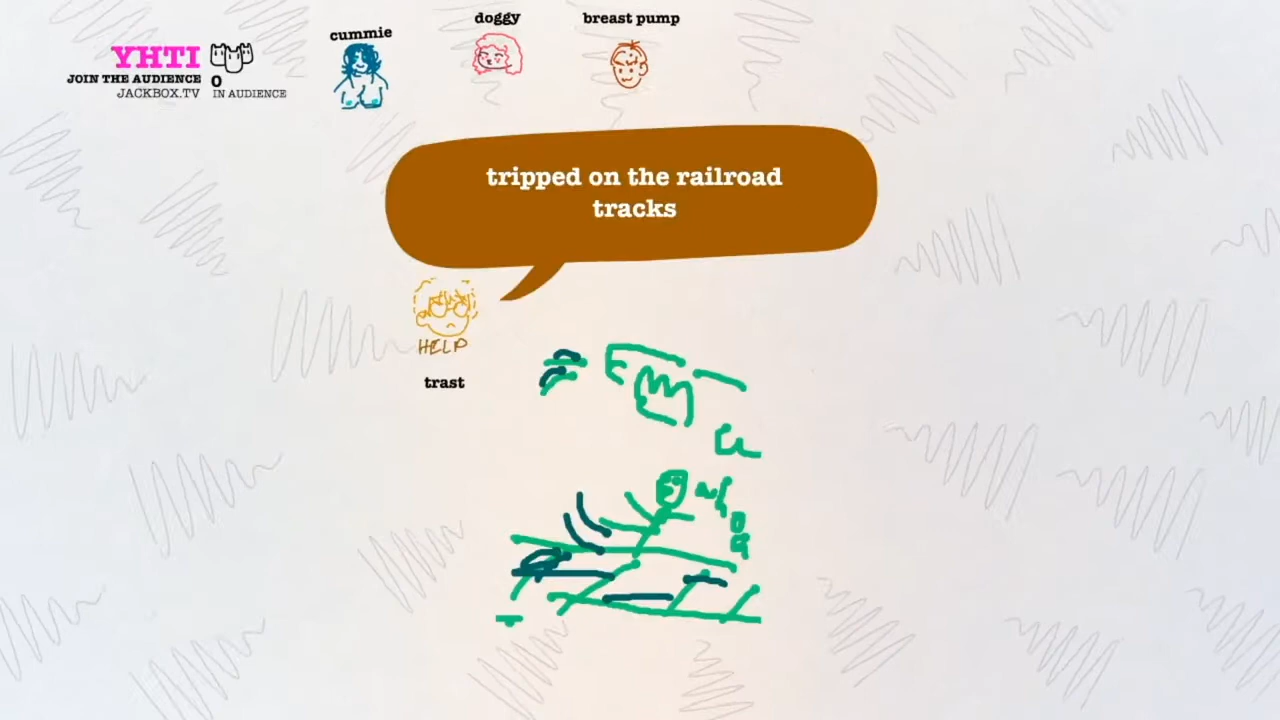 cummie
doggy
breast pump
YHTI
JOIN THE AUDIENCE
JACKBOX.TV
0
IN AUDIENCE
tripped on the railroad
tracks
HELP
trast